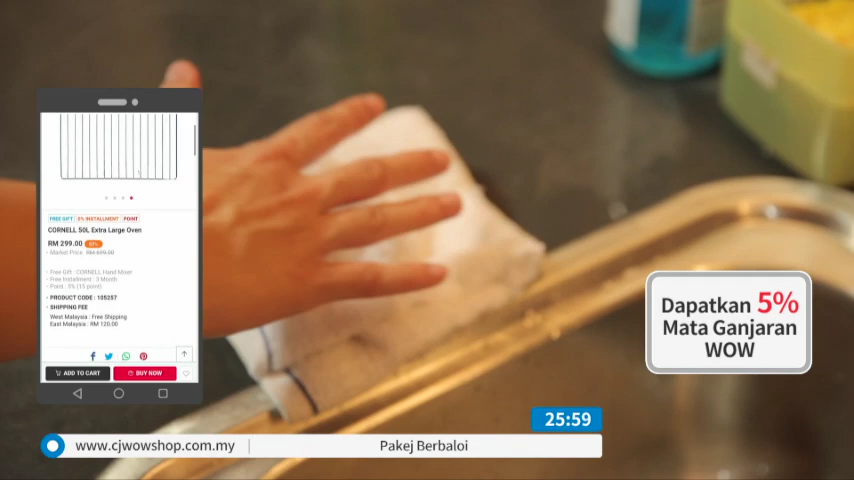 FREE GIFT 0% INSTALLMENT POINT
CORNELL 50L Extra Large Oven
RM 299.00
- Market Price : RM 699.00
- Free Gift : CORNELL Hand Mixer
- Free Installment : 3 Month
- Point : 5% (15 point)
• PRODUCT CODE : 105257
• SHIPPING FEE
West Malaysia : Free Shipping
East Malaysia : RM 120.00
ADD TO CART
BUY NOW
Dapatkan 5%
Mata Ganjaran
WOW
25:59
www.cjwowshop.com.my
Pakej Berbaloi